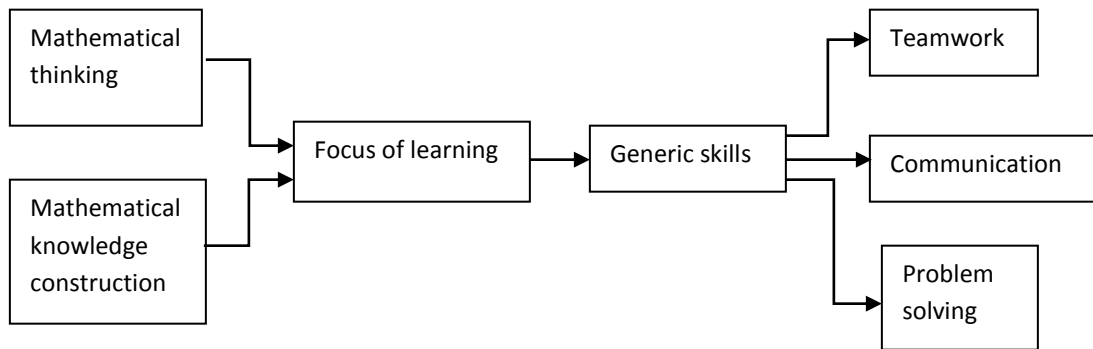 Mathematical
thinking
Mathematical
knowledge
construction
Focus of learning
Generic skills
Teamwork
Communication
Problem
solving